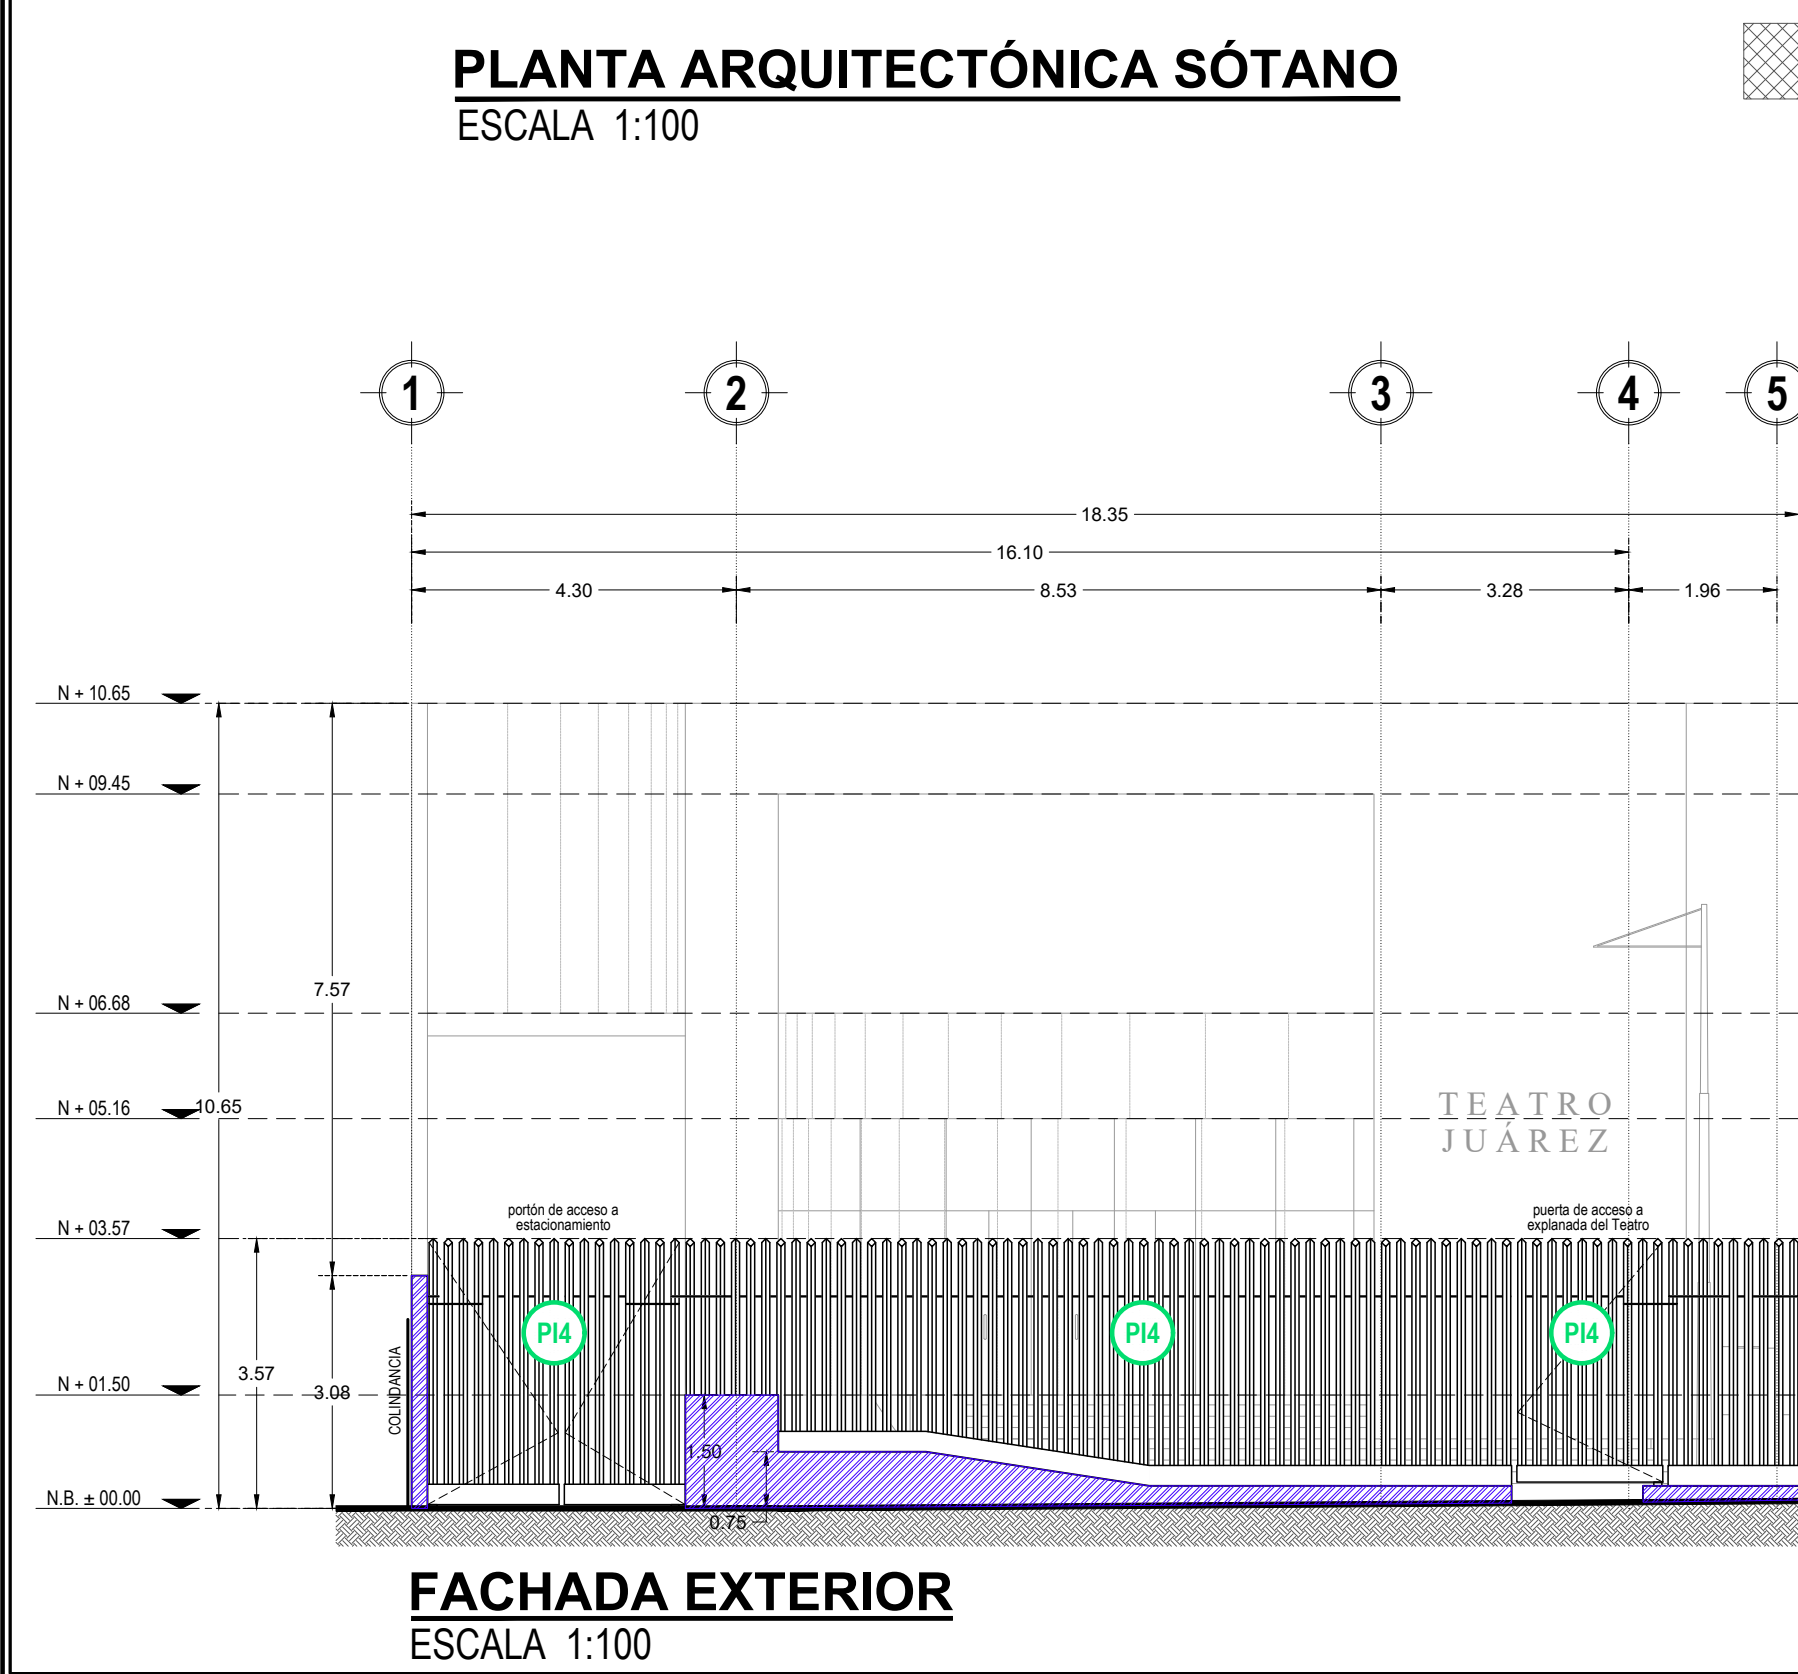 PLANTA ARQUITECTÓNICA SÓTANO
ESCALA 1:100
1
2
3
4
5
18.35
16.10
4.30
8.53
3.28
1.96
N + 10.65
N + 09.45
7.57
N + 06.68
N + 05.16
10.65
TEATRO
JUÁREZ
portón de acceso a
estacionamiento
puerta de acceso a
explanada del Teatro
N + 03.57
PI4
PI4
PI4
3.57
3.08
COLINDANCIA
N + 01.50
1.50
N.B. ± 00.00
0.75
FACHADA EXTERIOR
ESCALA 1:100